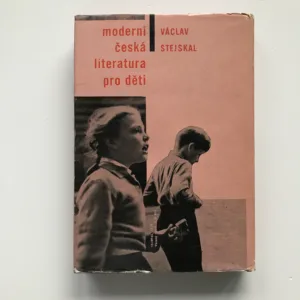 moderní
česká
literatura
pro děti
VÁCLAV
STEJSKAL